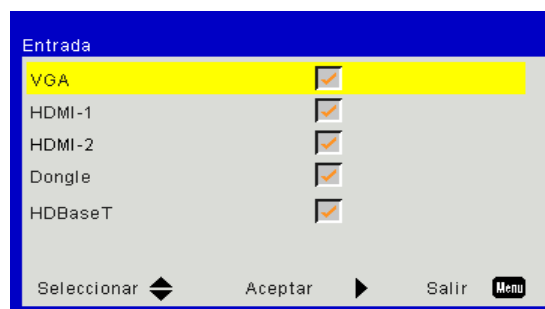 Entrada
VGA
HDMI-1
HDMI-2
Dongle
HDBaseT
Seleccionar Aceptar Salir Menu